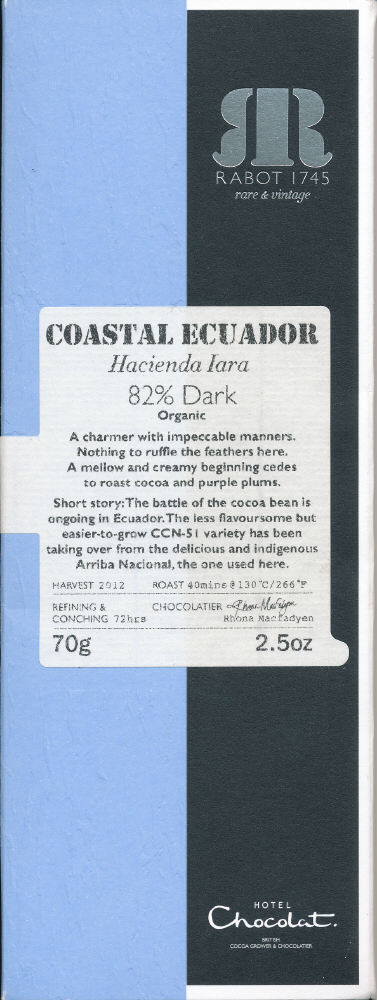 RABOT 1745
rare & vintage
COASTAL ECUADOR
Hacienda Iara
82% Dark
Organic
A charmer with impeccable manners.
Nothing to ruffle the feathers here.
A mellow and creamy beginning cedes
to roast cocoa and purple plums.
Short story: The battle of the cocoa bean is
ongoing in Ecuador. The less flavoursome but
easier-to-grow CCN-51 variety has been
taking over from the delicious and indigenous
Arriba Nacional, the one used here.
HARVEST 2012 ROAST 40mins @ 130°C/266°F
REFINING & CHOCOLATIER
CONCHING 72hrs Rhona Macfadyen
70g 2.5oz
HOTEL
Chocolat.
BRITISH
COCOA GROWER & CHOCOLATIER